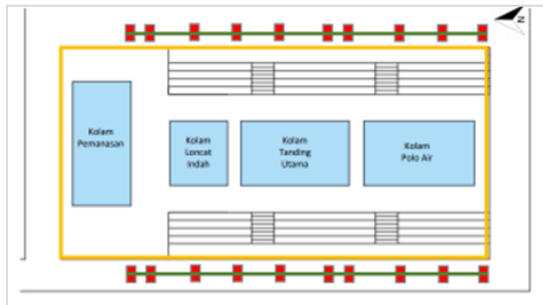 Z
Kolam
Pemanasan
Kolam
Loncat
Indah
Kolam
Tanding
Utama
Kolam
Polo Air